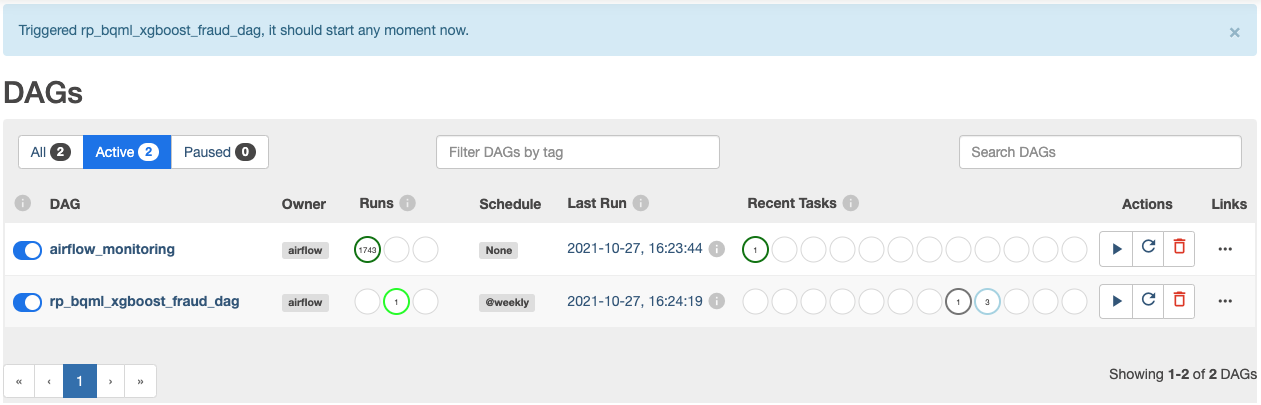 Triggered rp_bqml_xgboost_fraud_dag, it should start any moment now. ×
DAGs
All 2 Active 2 Paused 0 Filter DAGs by tag Search DAGs
i DAG Owner Runs i Schedule Last Run i Recent Tasks i Actions Links
airflow_monitoring airflow 1743 None 2021-10-27, 16:23:44 i 1 ...
rp_bqml_xgboost_fraud_dag airflow 1 @weekly 2021-10-27, 16:24:19 i 1 3 ...
« ‹ 1 › » Showing 1-2 of 2 DAGs